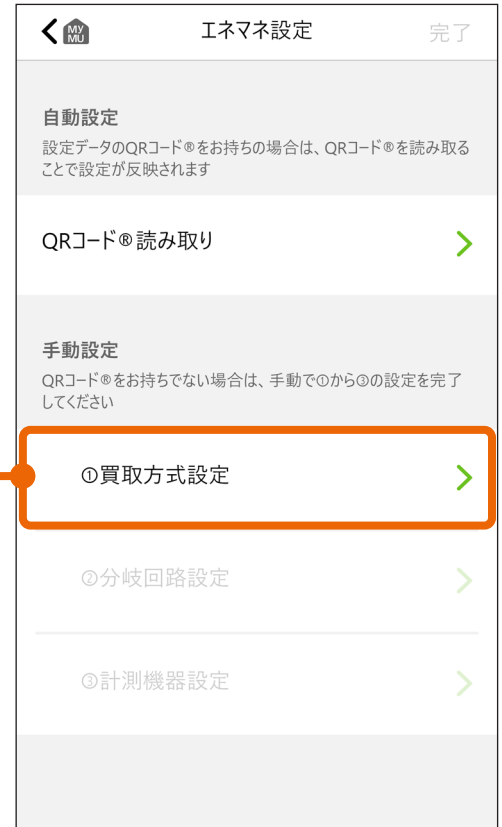 MY
MU
エネマネ設定
完了
自動設定
設定データのQRコード®をお持ちの場合は、QRコード®を読み取る
ことで設定が反映されます
QRコード®読み取り
手動設定
QRコード®をお持ちでない場合は、手動で①から③の設定を完了
してください
①買取方式設定
②分岐回路設定
③計測機器設定